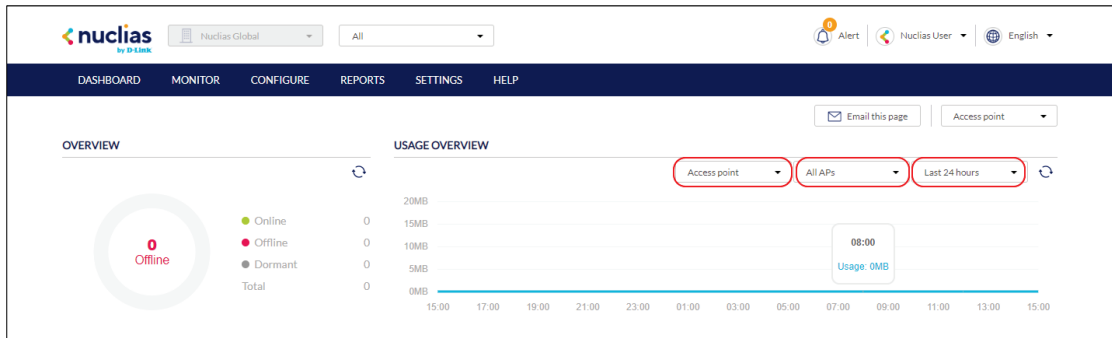 nuclias
by D-Link
Nuclias Global
All
0
Alert
Nuclias User
English
DASHBOARD MONITOR CONFIGURE REPORTS SETTINGS HELP
Email this page
Access point
OVERVIEW
0
Offline
Online 0
Offline 0
Dormant 0
Total 0
USAGE OVERVIEW
Access point
All APs
Last 24 hours
20MB
15MB
10MB
5MB
0MB
08:00
Usage: 0MB
15:00 17:00 19:00 21:00 23:00 01:00 03:00 05:00 07:00 09:00 11:00 13:00 15:00